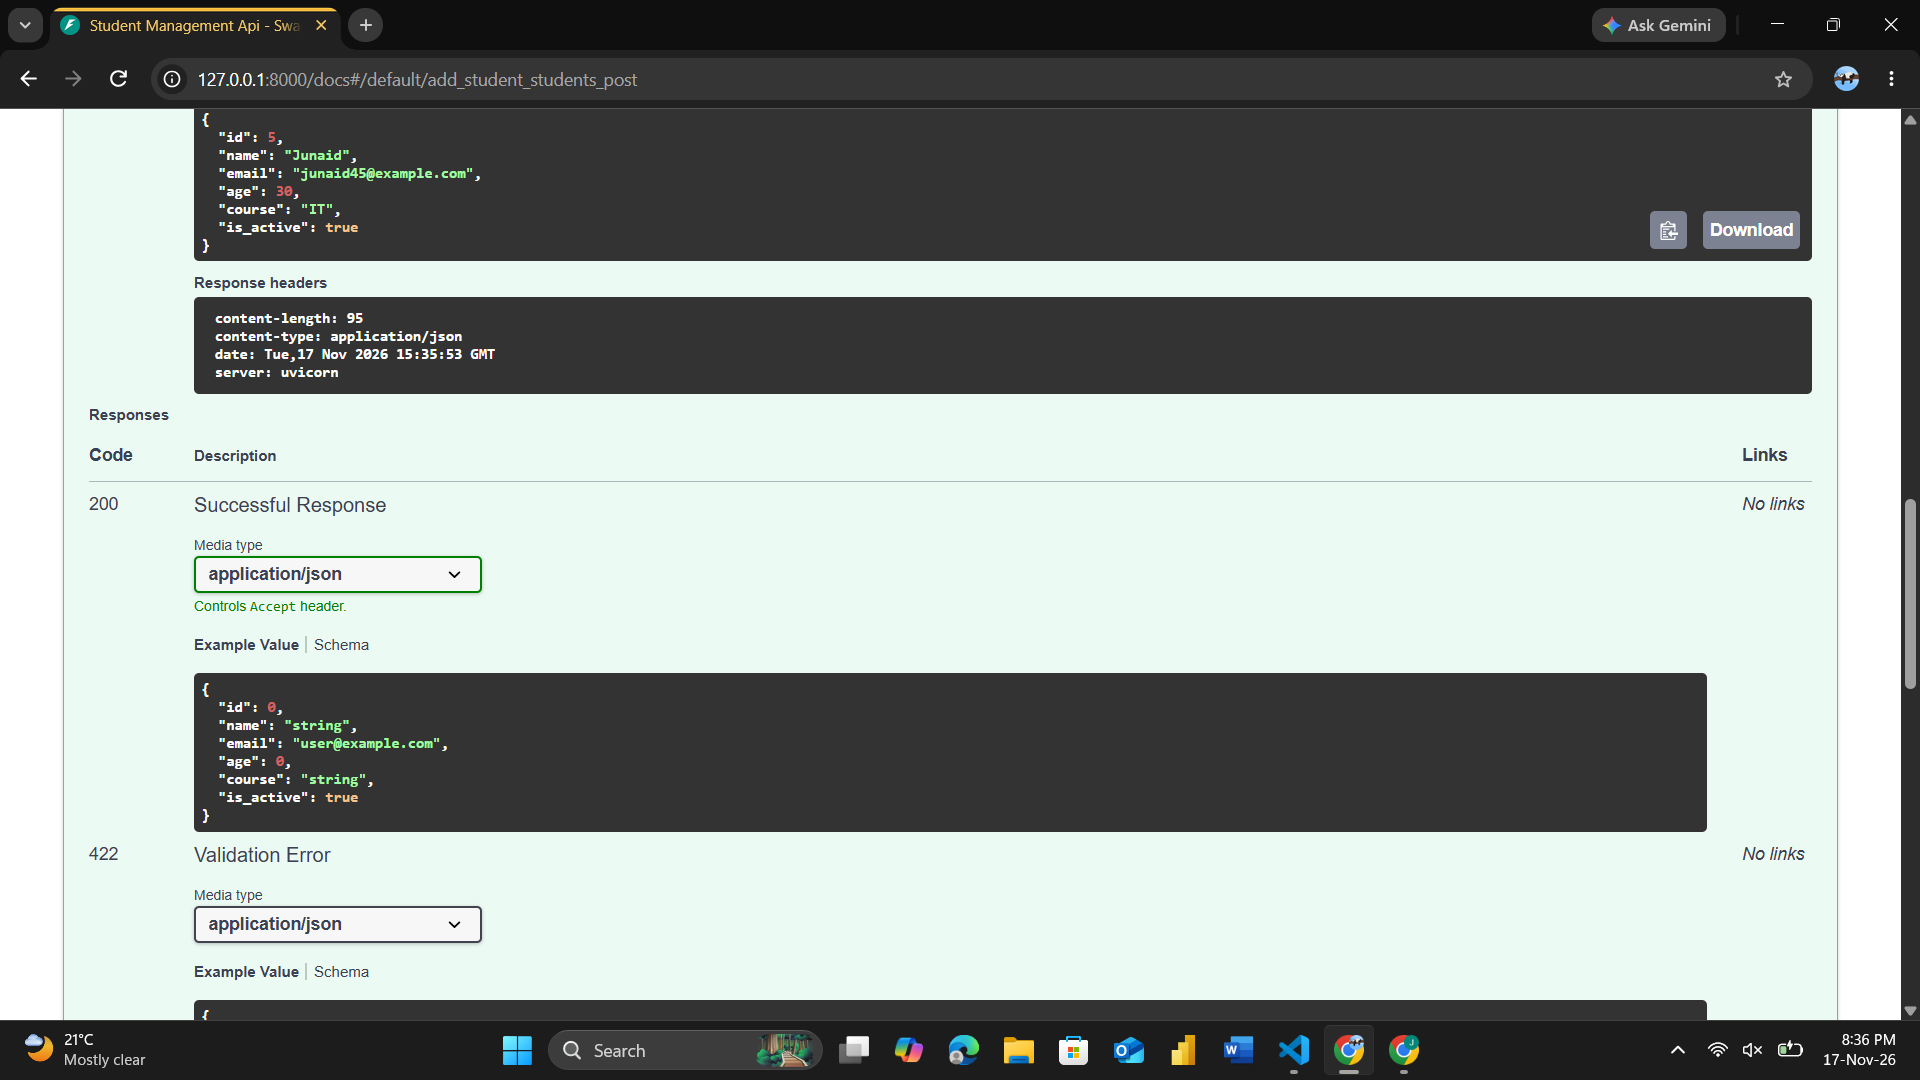 Student Management Api - Swa
Ask Gemini
127.0.0.1:8000/docs#/default/add_student_students_post
{
"id": 5,
"name": "Junaid",
"email": "junaid45@example.com",
"age": 30,
"course": "IT",
"is_active": true
}
Download
Response headers
content-length: 95
content-type: application/json
date: Tue,17 Nov 2026 15:35:53 GMT
server: uvicorn
Responses
Code Description Links
200 Successful Response No links
Media type
application/json
Controls Accept header.
Example Value Schema
{
"id": 0,
"name": "string",
"email": "user@example.com",
"age": 0,
"course": "string",
"is_active": true
}
422 Validation Error No links
Media type
application/json
Example Value Schema
{
21°C
Mostly clear
Search
8:36 PM
17-Nov-26